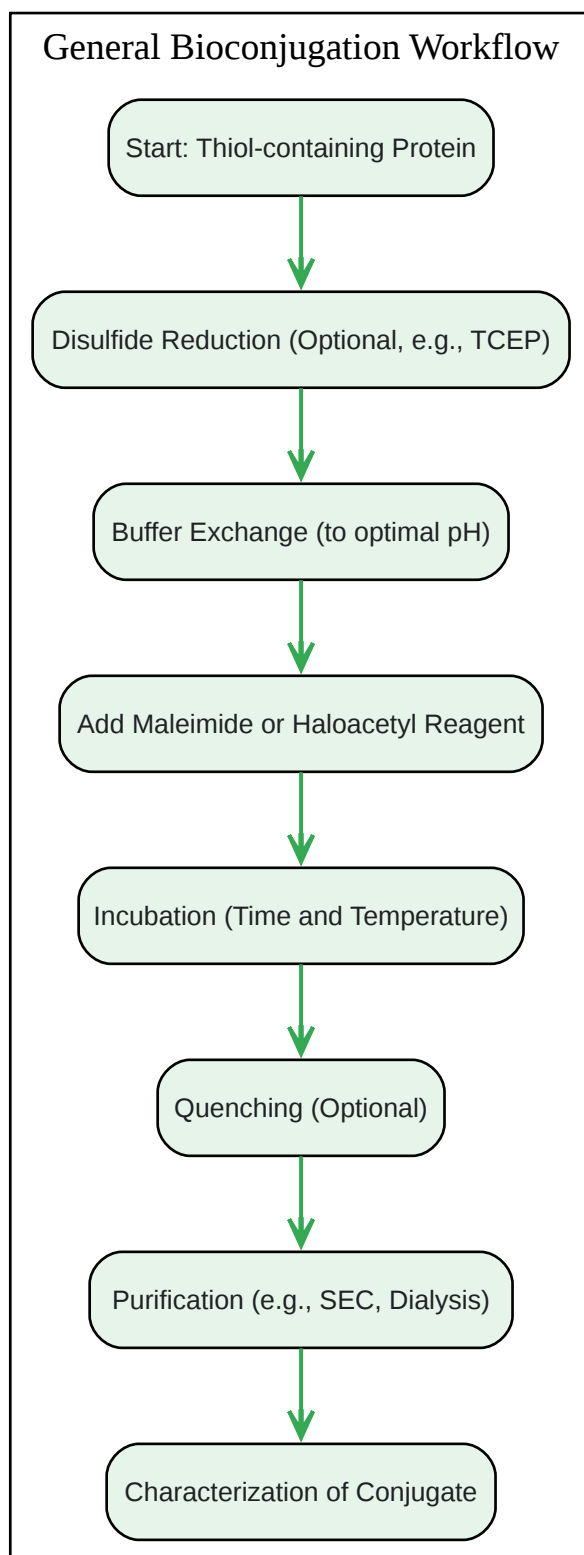 General Bioconjugation Workflow
Start: Thiol-containing Protein
Disulfide Reduction (Optional, e.g., TCEP)
Buffer Exchange (to optimal pH)
Add Maleimide or Haloacetyl Reagent
Incubation (Time and Temperature)
Quenching (Optional)
Purification (e.g., SEC, Dialysis)
Characterization of Conjugate